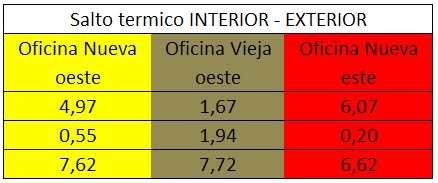 Salto termico INTERIOR - EXTERIOR
Oficina Nueva oeste Oficina Vieja oeste Oficina Nueva este
4,97 1,67 6,07
0,55 1,94 0,20
7,62 7,72 6,62